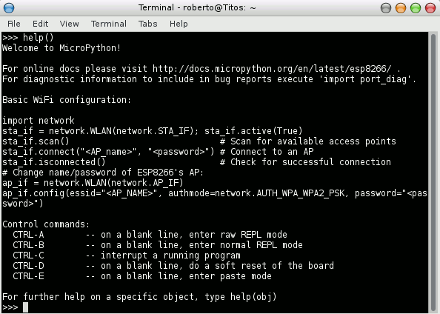 Terminal - roberto@Titos: ~
File Edit View Terminal Tabs Help
>>> help()
Welcome to MicroPython!
For online docs please visit http://docs.micropython.org/en/latest/esp8266/ .
For diagnostic information to include in bug reports execute 'import port_diag'.
Basic WiFi configuration:
import network
sta_if = network.WLAN(network.STA_IF); sta_if.active(True)
sta_if.scan() # Scan for available access points
sta_if.connect("<AP_name>", "<password>") # Connect to an AP
sta_if.isconnected() # Check for successful connection
# Change name/password of ESP8266's AP:
ap_if = network.WLAN(network.AP_IF)
ap_if.config(essid="<AP_NAME>", authmode=network.AUTH_WPA_WPA2_PSK, password="<pas
sword>")
Control commands:
CTRL-A -- on a blank line, enter raw REPL mode
CTRL-B -- on a blank line, enter normal REPL mode
CTRL-C -- interrupt a running program
CTRL-D -- on a blank line, do a soft reset of the board
CTRL-E -- on a blank line, enter paste mode
For further help on a specific object, type help(obj)
>>>